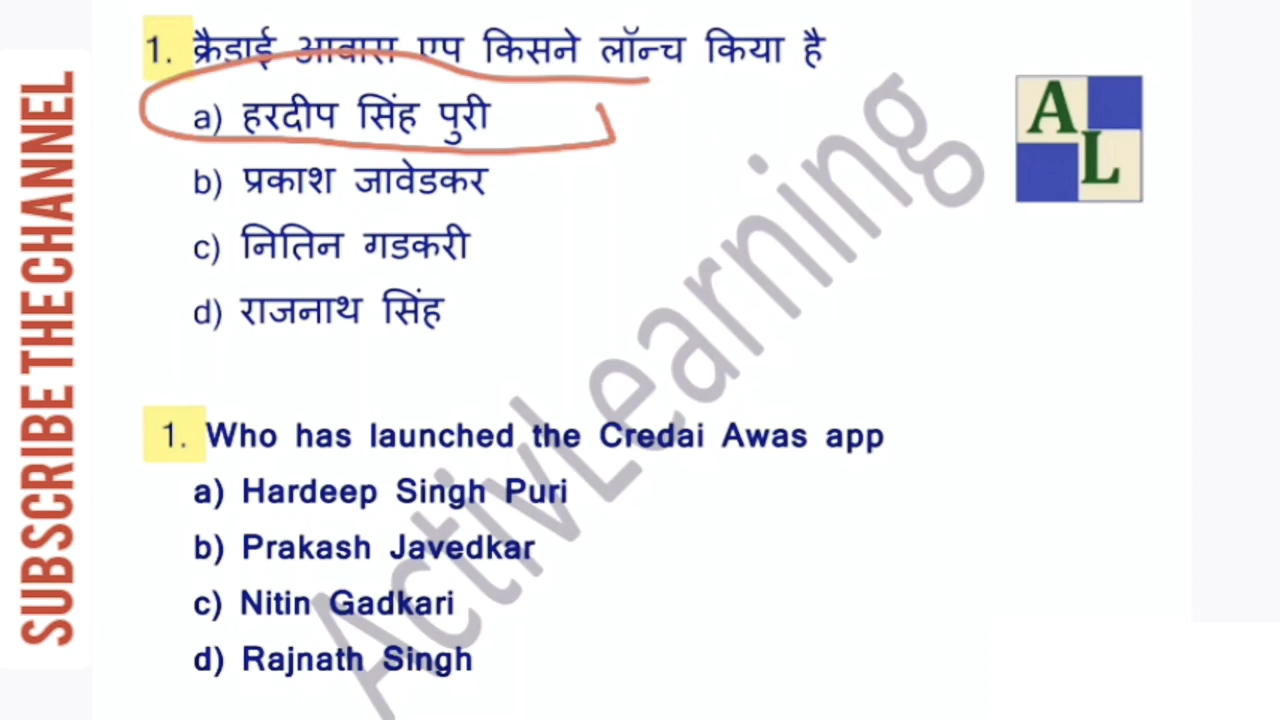 SUBSCRIBE THE CHANNEL
1. क्रैडाई आवास एप किसने लॉन्च किया है
a) हरदीप सिंह पुरी
b) प्रकाश जावेडकर
c) नितिन गडकरी
d) राजनाथ सिंह
AL
ActivLearning
1. Who has launched the Credai Awas app
a) Hardeep Singh Puri
b) Prakash Javedkar
c) Nitin Gadkari
d) Rajnath Singh